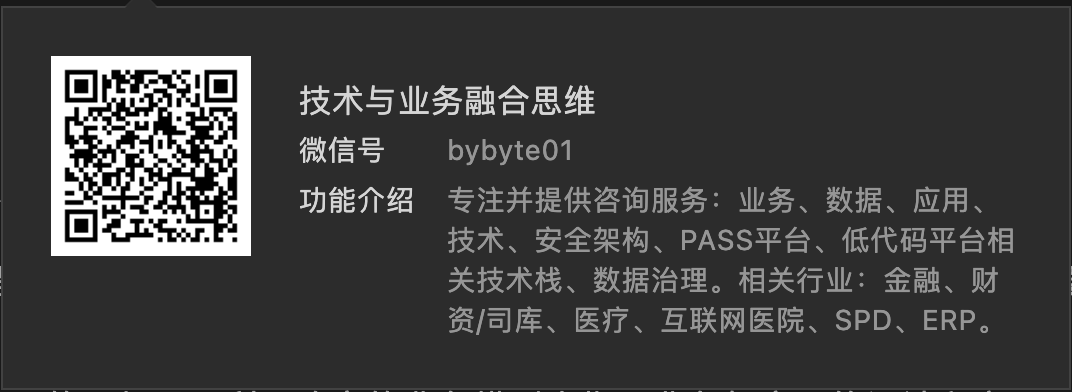 技术与业务融合思维
微信号 bybyte01
功能介绍 专注并提供咨询服务：业务、数据、应用、
技术、安全架构、PASS平台、低代码平台相
关技术栈、数据治理。相关行业：金融、财
资/司库、医疗、互联网医院、SPD、ERP。